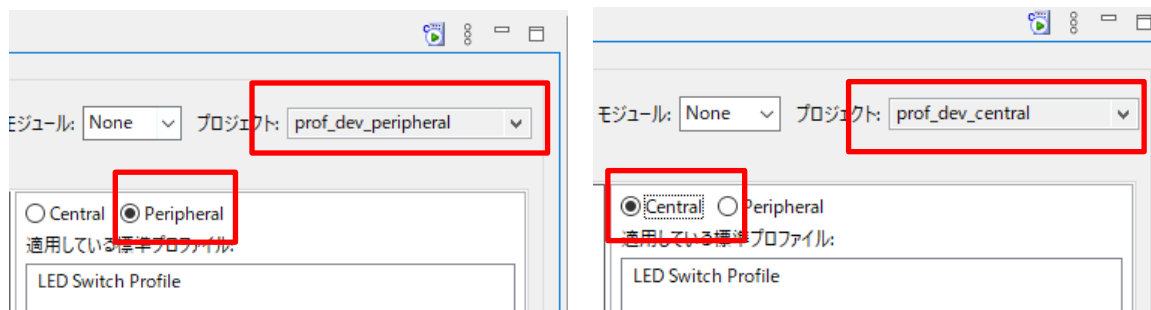 モジュール: None プロジェクト: prof_dev_peripheral
Central Peripheral
適用している標準プロファイル:
LED Switch Profile
モジュール: None プロジェクト: prof_dev_central
Central Peripheral
適用している標準プロファイル:
LED Switch Profile